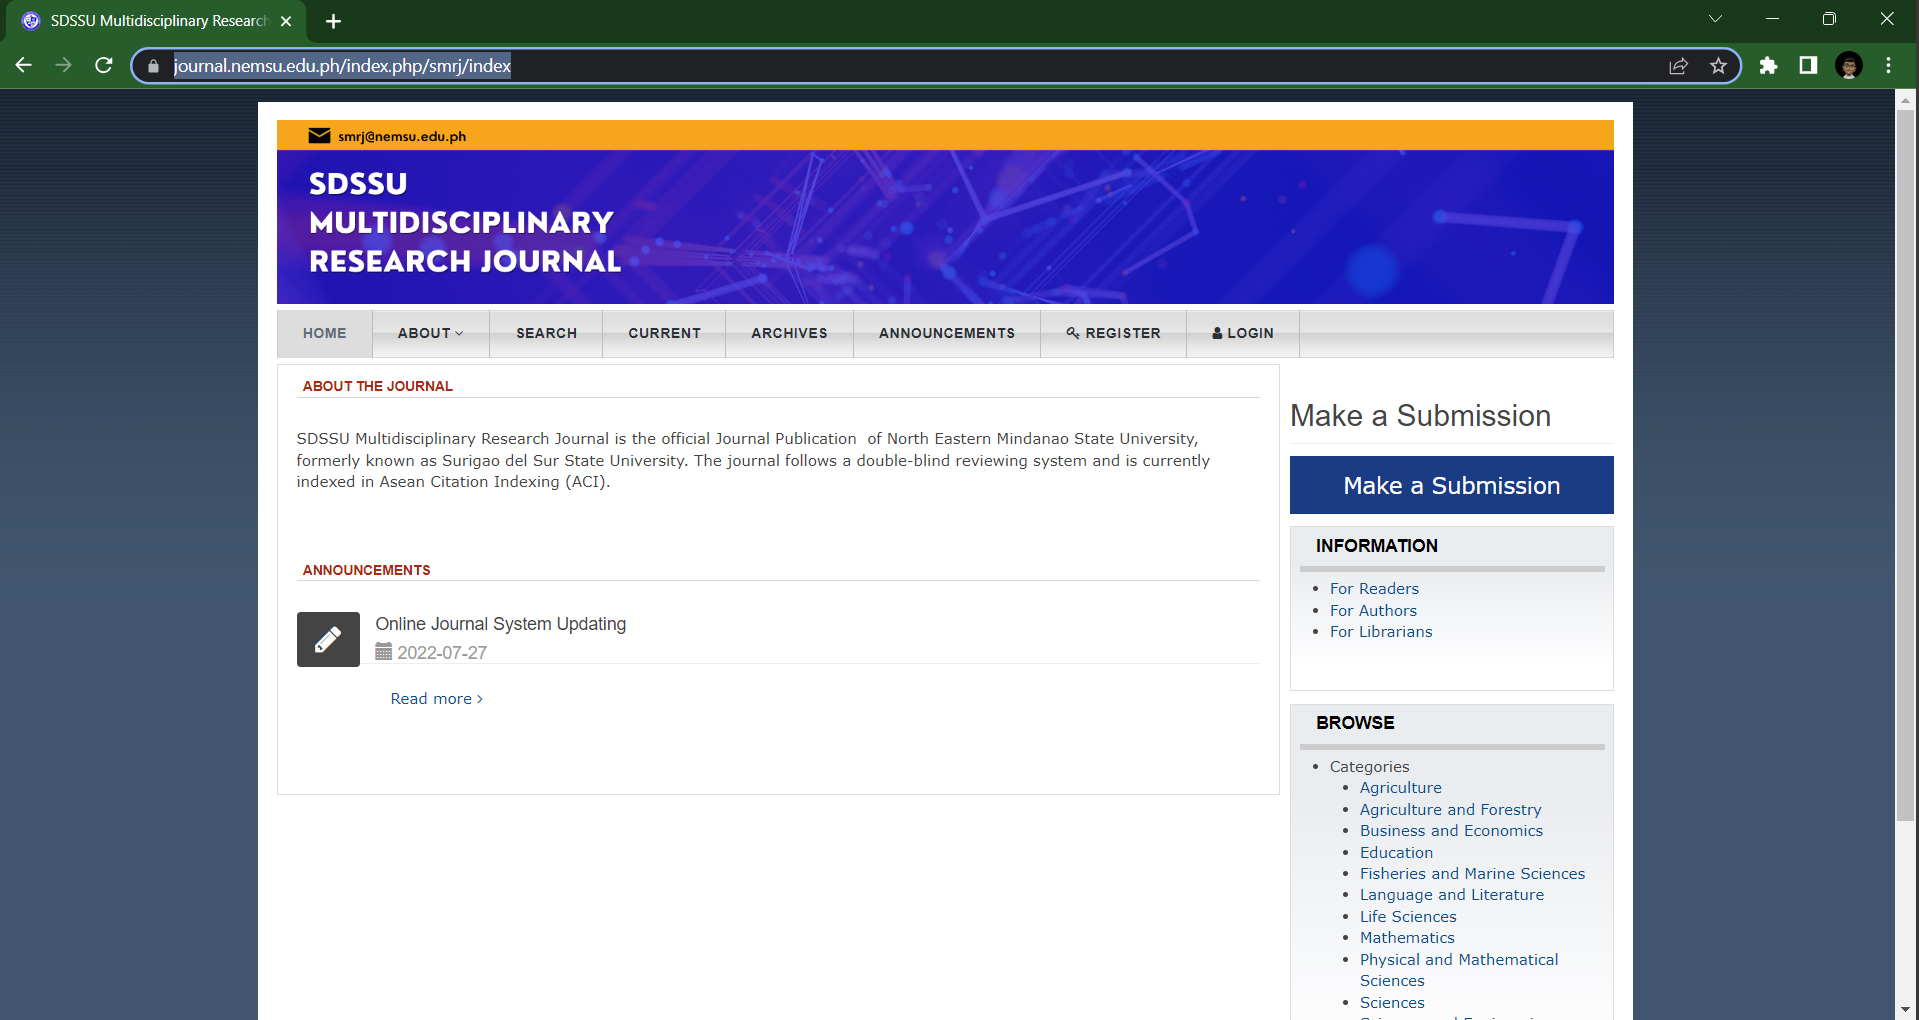 SDSSU Multidisciplinary Research
journal.nemsu.edu.ph/index.php/smrj/index
smrj@nemsu.edu.ph
SDSSU
MULTIDISCIPLINARY
RESEARCH JOURNAL
HOME ABOUT SEARCH CURRENT ARCHIVES ANNOUNCEMENTS REGISTER LOGIN
ABOUT THE JOURNAL
SDSSU Multidisciplinary Research Journal is the official Journal Publication of North Eastern Mindanao State University,
formerly known as Surigao del Sur State University. The journal follows a double-blind reviewing system and is currently
indexed in Asean Citation Indexing (ACI).
ANNOUNCEMENTS
Online Journal System Updating
2022-07-27
Read more ›
Make a Submission
Make a Submission
INFORMATION
For Readers
For Authors
For Librarians
BROWSE
Categories
Agriculture
Agriculture and Forestry
Business and Economics
Education
Fisheries and Marine Sciences
Language and Literature
Life Sciences
Mathematics
Physical and Mathematical
Sciences
Sciences